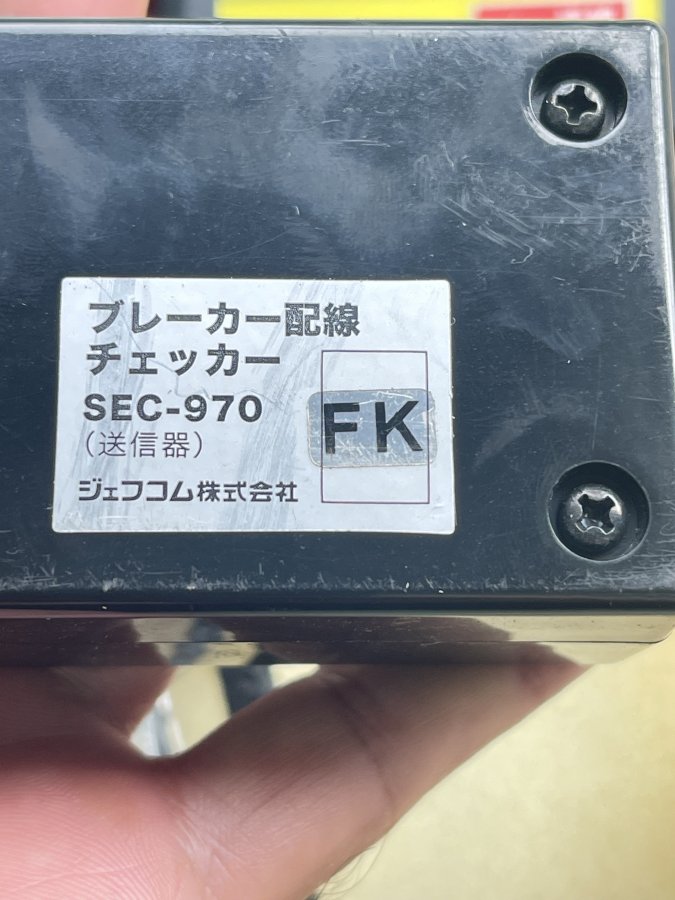 ブレーカー配線
チェッカー
SEC-970
(送信器)
FK
ジェフコム株式会社